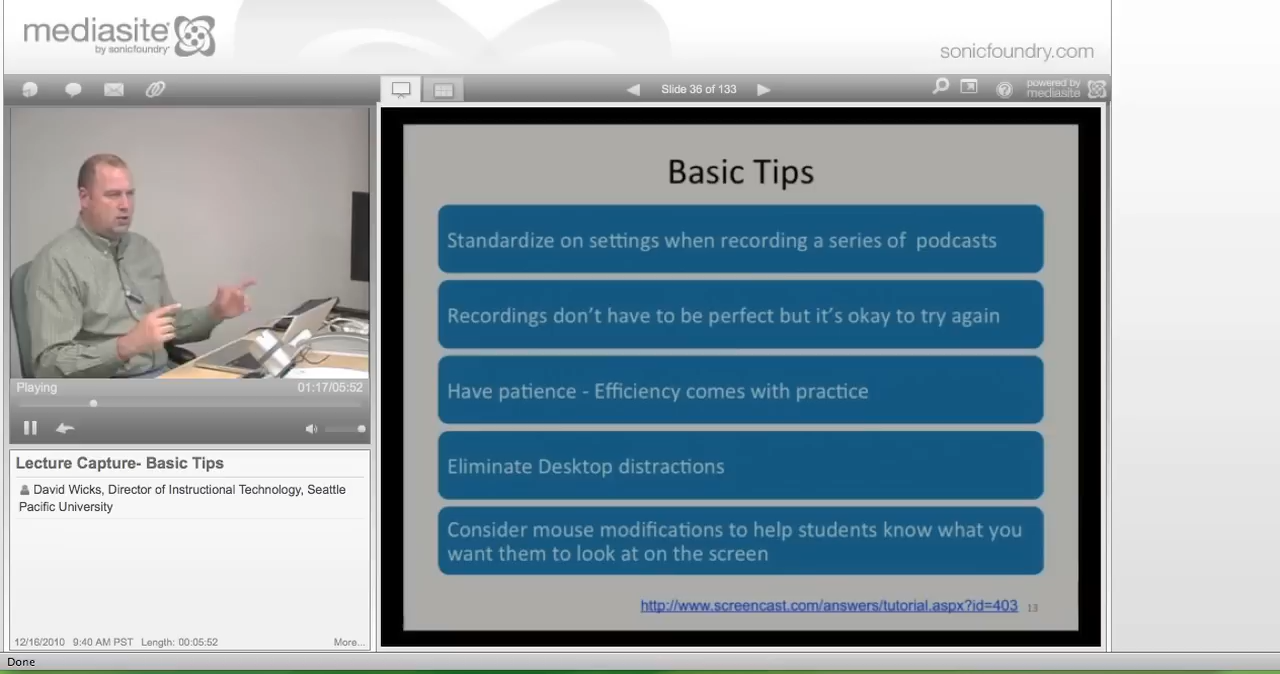 mediasite
by sonicfoundry
sonicfoundry.com
Slide 36 of 133
powered by
mediasite
Basic Tips
Standardize on settings when recording a series of podcasts
Recordings don't have to be perfect but it's okay to try again
Have patience - Efficiency comes with practice
Eliminate Desktop distractions
Consider mouse modifications to help students know what you
want them to look at on the screen
http://www.screencast.com/answers/tutorial.aspx?id=403 13
Playing 01:17/05:52
Lecture Capture- Basic Tips
David Wicks, Director of Instructional Technology, Seattle
Pacific University
12/16/2010 9:40 AM PST Length: 00:05:52 More...
Done